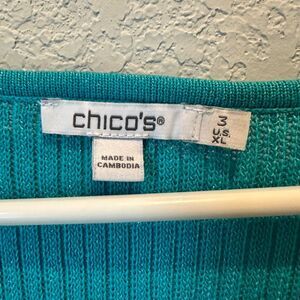 chico's®
3
U.S.
XL
MADE IN
CAMBODIA